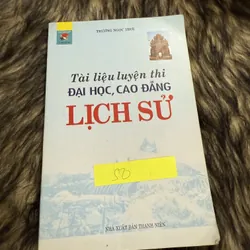 Tài liệu luyện thi
ĐẠI HỌC, CAO ĐẲNG
LỊCH SỬ
50
NHÀ XUẤT BẢN THANH NIÊN